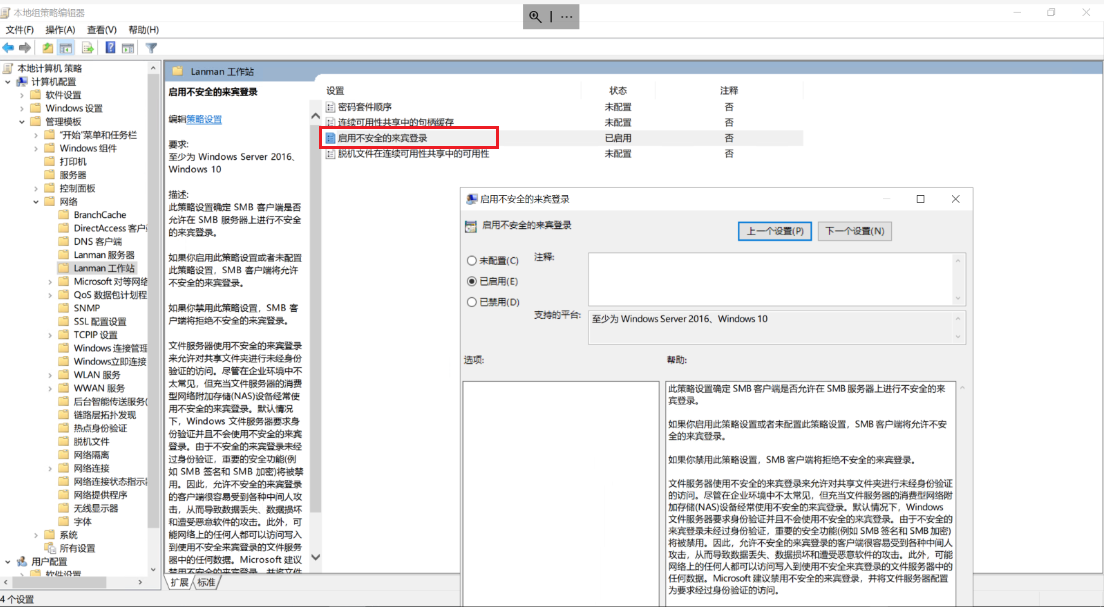 本地组策略编辑器
文件(F) 操作(A) 查看(V) 帮助(H)
本地计算机 策略
计算机配置
软件设置
Windows 设置
管理模板
"开始"菜单和任务栏
Windows 组件
打印机
服务器
控制面板
网络
BranchCache
DirectAccess 客户
DNS 客户端
Lanman 服务器
Lanman 工作站
Microsoft 对等网络
QoS 数据包计划程
SNMP
SSL 配置设置
TCPIP 设置
Windows 连接管理
Windows立即连接
WLAN 服务
WWAN 服务
后台智能传送服务(
链路层拓扑发现
热点身份验证
脱机文件
网络隔离
网络连接
网络连接状态指示
网络提供程序
无线显示器
字体
系统
所有设置
用户配置
软件设置
4 个设置
Lanman 工作站
启用不安全的来宾登录
编辑策略设置
要求:
至少为 Windows Server 2016、
Windows 10
描述:
此策略设置确定 SMB 客户端是否
允许在 SMB 服务器上进行不安全
的来宾登录。
如果你启用此策略设置或者未配置
此策略设置，SMB 客户端将允许
不安全的来宾登录。
如果你禁用此策略设置，SMB 客
户端将拒绝不安全的来宾登录。
文件服务器使用不安全的来宾登录
来允许对共享文件夹进行未经身份
验证的访问。尽管在企业环境中不
太常见，但充当文件服务器的消费
型网络附加存储(NAS)设备经常使
用不安全的来宾登录。默认情况
下，Windows 文件服务器要求身
份验证并且不会使用不安全的来宾
登录。由于不安全的来宾登录未经
过身份验证，重要的安全功能(例
如 SMB 签名和 SMB 加密)将被禁
用。因此，允许不安全的来宾登录
的客户端很容易受到各种中间人攻
击，从而导致数据丢失、数据损坏
和遭受恶意软件的攻击。此外，可
能网络上的任何人都可以访问写入
到使用不安全来宾登录的文件服务
器中的任何数据。Microsoft 建议
禁用不安全的来宾登录，并将文件
扩展 标准
设置 状态 注释
密码套件顺序 未配置 否
连续可用性共享中的句柄缓存 未配置 否
启用不安全的来宾登录 已启用 否
脱机文件在连续可用性共享中的可用性 未配置 否
启用不安全的来宾登录
启用不安全的来宾登录
上一个设置(P) 下一个设置(N)
未配置(C) 注释:
已启用(E)
已禁用(D)
支持的平台: 至少为 Windows Server 2016、Windows 10
选项: 帮助:
此策略设置确定 SMB 客户端是否允许在 SMB 服务器上进行不安全的来
宾登录。
如果你启用此策略设置或者未配置此策略设置，SMB 客户端将允许不安
全的来宾登录。
如果你禁用此策略设置，SMB 客户端将拒绝不安全的来宾登录。
文件服务器使用不安全的来宾登录来允许对共享文件夹进行未经身份验证
的访问。尽管在企业环境中不太常见，但充当文件服务器的消费型网络附
加存储(NAS)设备经常使用不安全的来宾登录。默认情况下，Windows
文件服务器要求身份验证并且不会使用不安全的来宾登录。由于不安全的
来宾登录未经过身份验证，重要的安全功能(例如 SMB 签名和 SMB 加密)
将被禁用。因此，允许不安全的来宾登录的客户端很容易受到各种中间人
攻击，从而导致数据丢失、数据损坏和遭受恶意软件的攻击。此外，可能
网络上的任何人都可以访问写入到使用不安全来宾登录的文件服务器中的
任何数据。Microsoft 建议禁用不安全的来宾登录，并将文件服务器配置
为要求经过身份验证的访问。